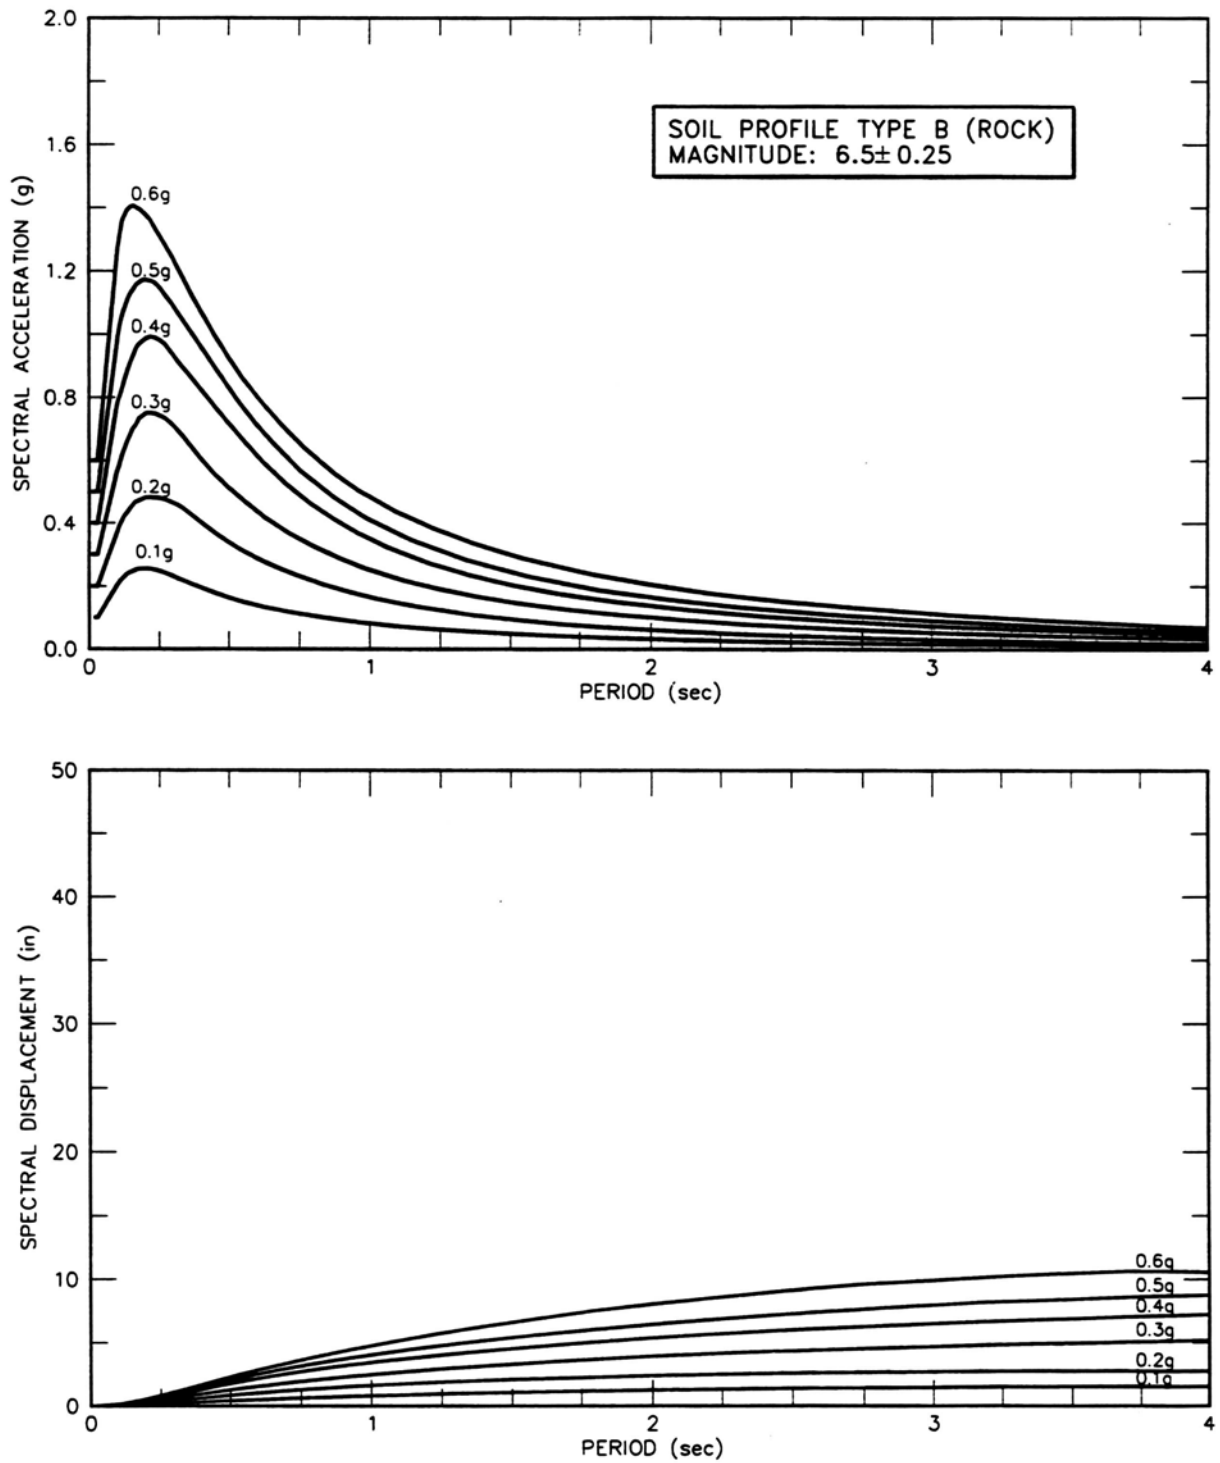 2.0
1.6
1.2
0.8
0.4
0.0
SPECTRAL ACCELERATION (g)
SOIL PROFILE TYPE B (ROCK)
MAGNITUDE: 6.5± 0.25
0.6g
0.5g
0.4g
0.3g
0.2g
0.1g
0 1 2 3 4
PERIOD (sec)
50
40
30
20
10
0
SPECTRAL DISPLACEMENT (in)
0.6g
0.5g
0.4g
0.3g
0.2g
0.1g
0 1 2 3 4
PERIOD (sec)